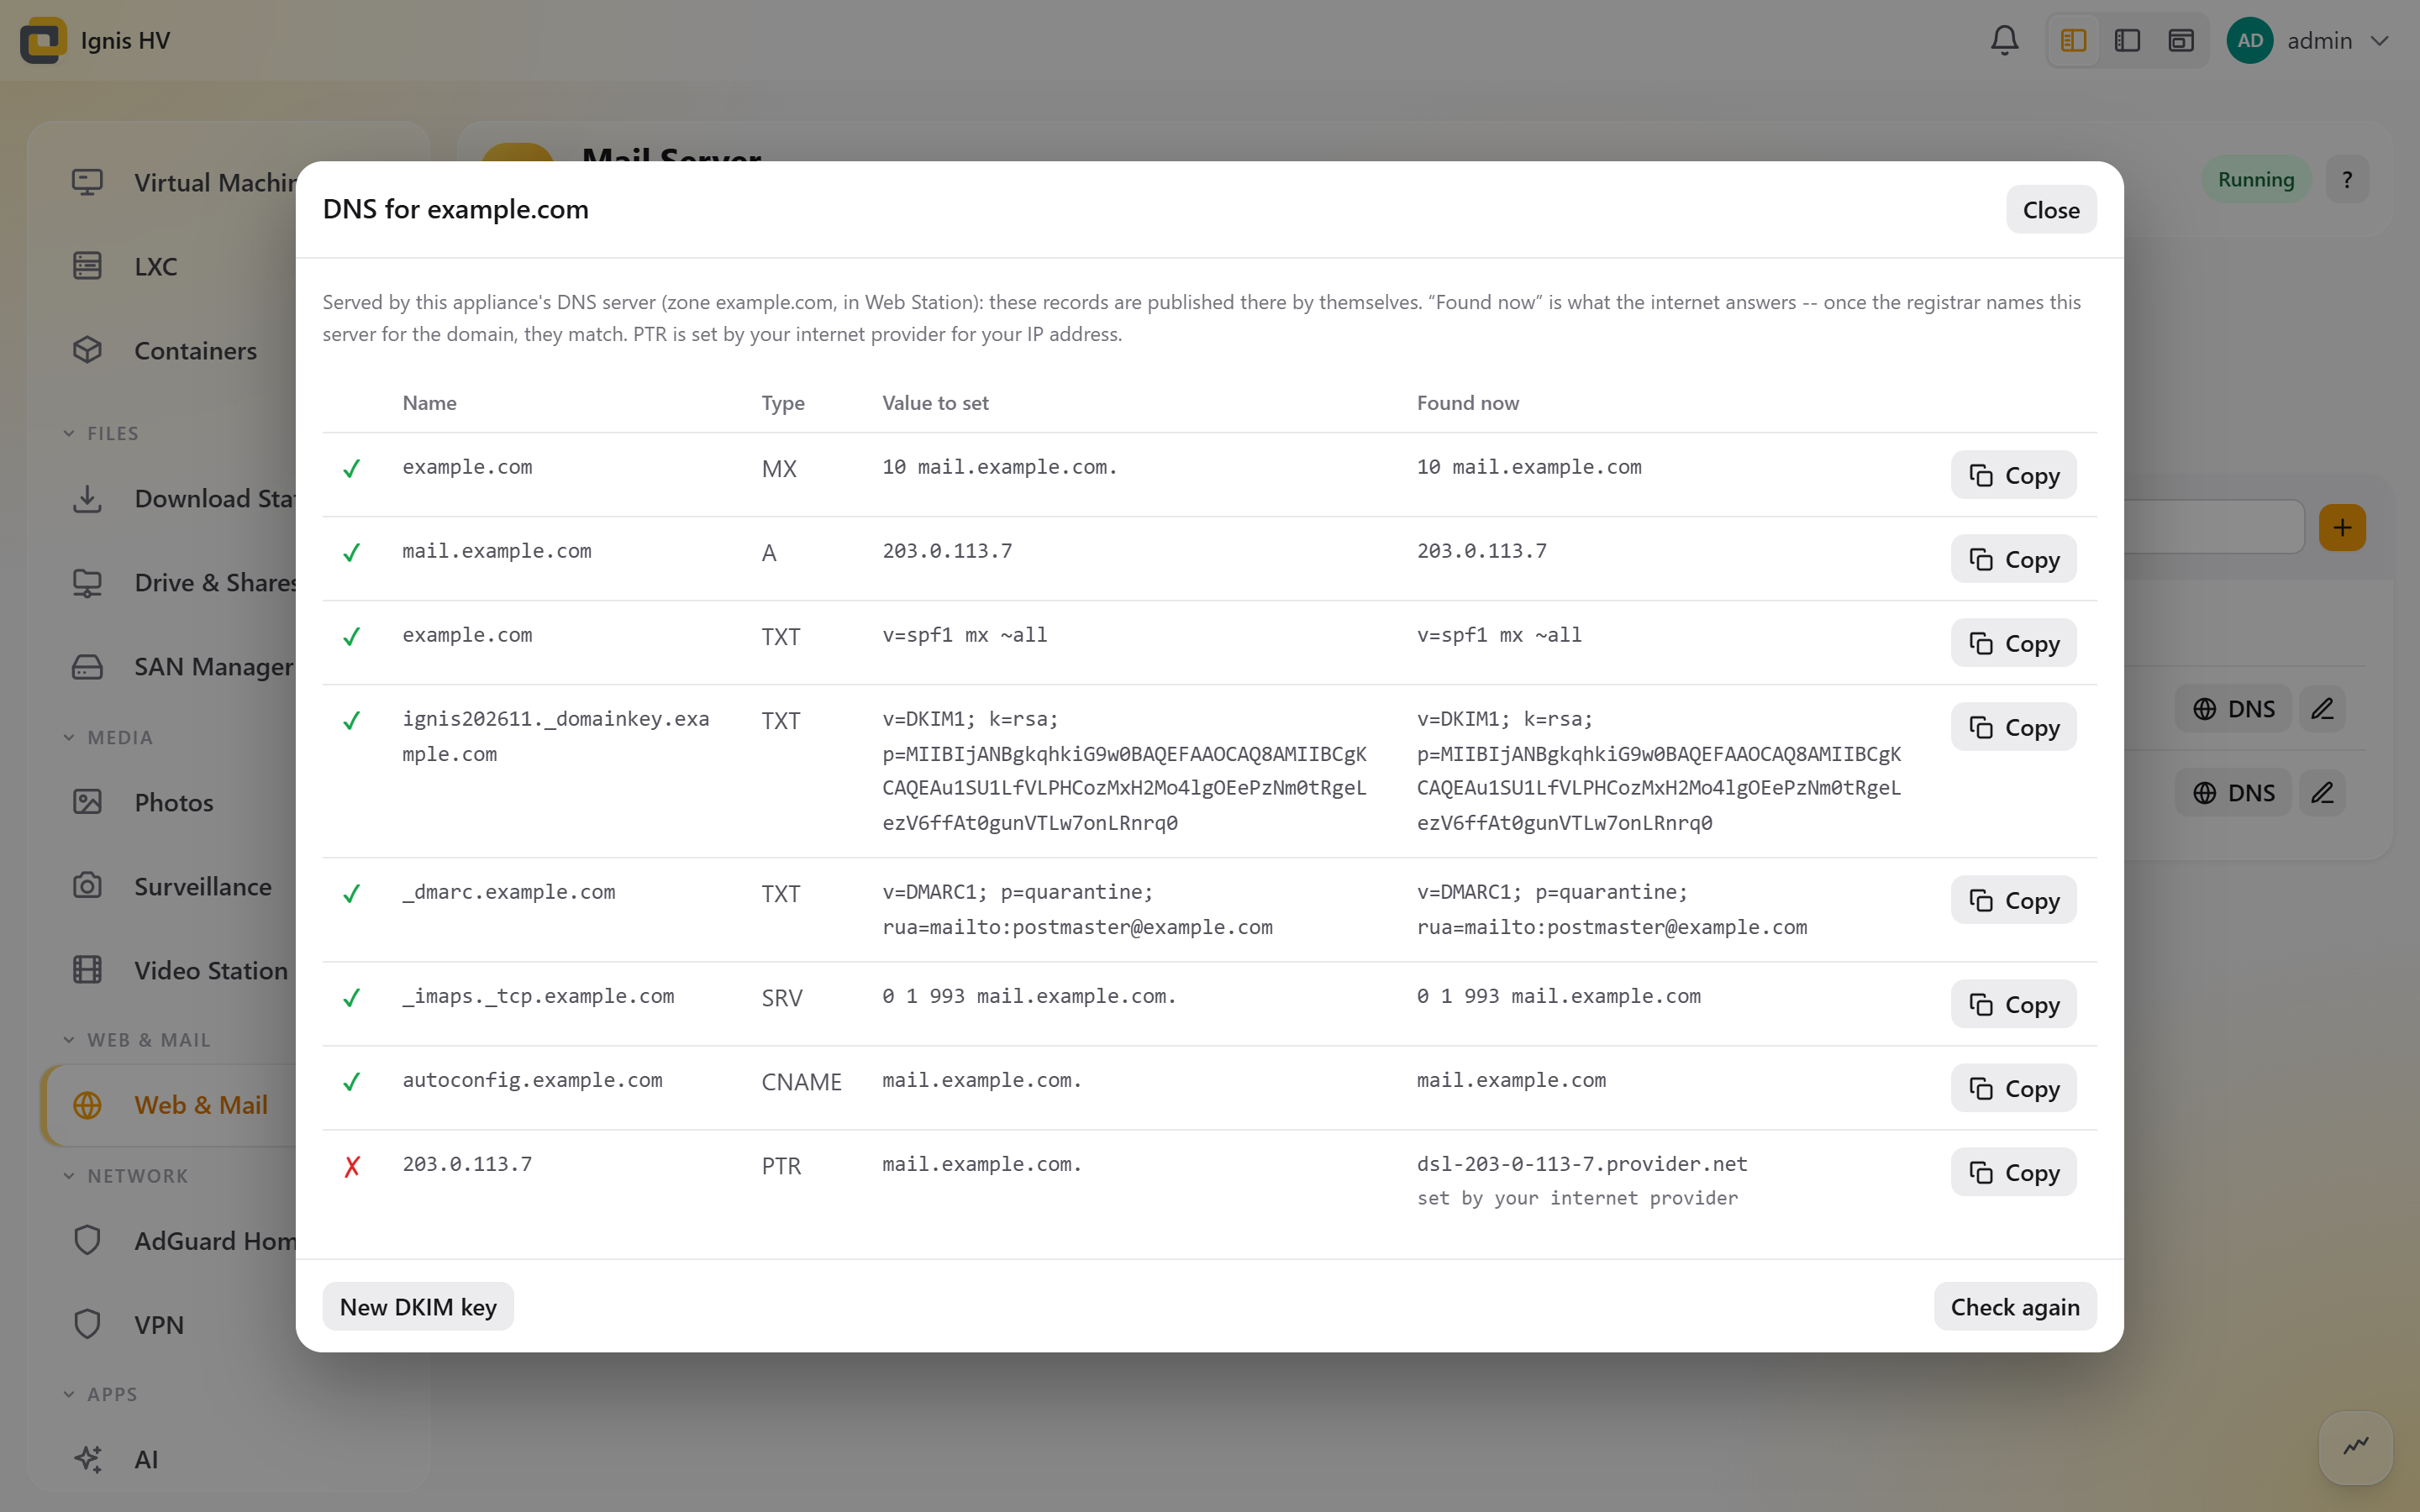 Ignis HV
AD admin
Virtual Machin
LXC
Containers
FILES
Download Stat
Drive & Shares
SAN Manager
MEDIA
Photos
Surveillance
Video Station
WEB & MAIL
Web & Mail
NETWORK
AdGuard Hom
VPN
APPS
AI
Mail Server
Running ?
DNS
DNS
DNS for example.com
Close
Served by this appliance's DNS server (zone example.com, in Web Station): these records are published there by themselves. “Found now” is what the internet answers -- once the registrar names this
server for the domain, they match. PTR is set by your internet provider for your IP address.
Name Type Value to set Found now
✓ example.com MX 10 mail.example.com. 10 mail.example.com Copy
✓ mail.example.com A 203.0.113.7 203.0.113.7 Copy
✓ example.com TXT v=spf1 mx ~all v=spf1 mx ~all Copy
✓ ignis202611._domainkey.exa TXT v=DKIM1; k=rsa; v=DKIM1; k=rsa; Copy
mple.com p=MIIBIjANBgkqhkiG9w0BAQEFAAOCAQ8AMIIBCgK p=MIIBIjANBgkqhkiG9w0BAQEFAAOCAQ8AMIIBCgK
CAQEAu1SU1LfVLPHCozMxH2Mo4lgOEePzNm0tRgeL CAQEAu1SU1LfVLPHCozMxH2Mo4lgOEePzNm0tRgeL
ezV6ffAt0gunVTLw7onLRnrq0 ezV6ffAt0gunVTLw7onLRnrq0
✓ _dmarc.example.com TXT v=DMARC1; p=quarantine; v=DMARC1; p=quarantine; Copy
rua=mailto:postmaster@example.com rua=mailto:postmaster@example.com
✓ _imaps._tcp.example.com SRV 0 1 993 mail.example.com. 0 1 993 mail.example.com Copy
✓ autoconfig.example.com CNAME mail.example.com. mail.example.com Copy
✗ 203.0.113.7 PTR mail.example.com. dsl-203-0-113-7.provider.net Copy
set by your internet provider
New DKIM key
Check again